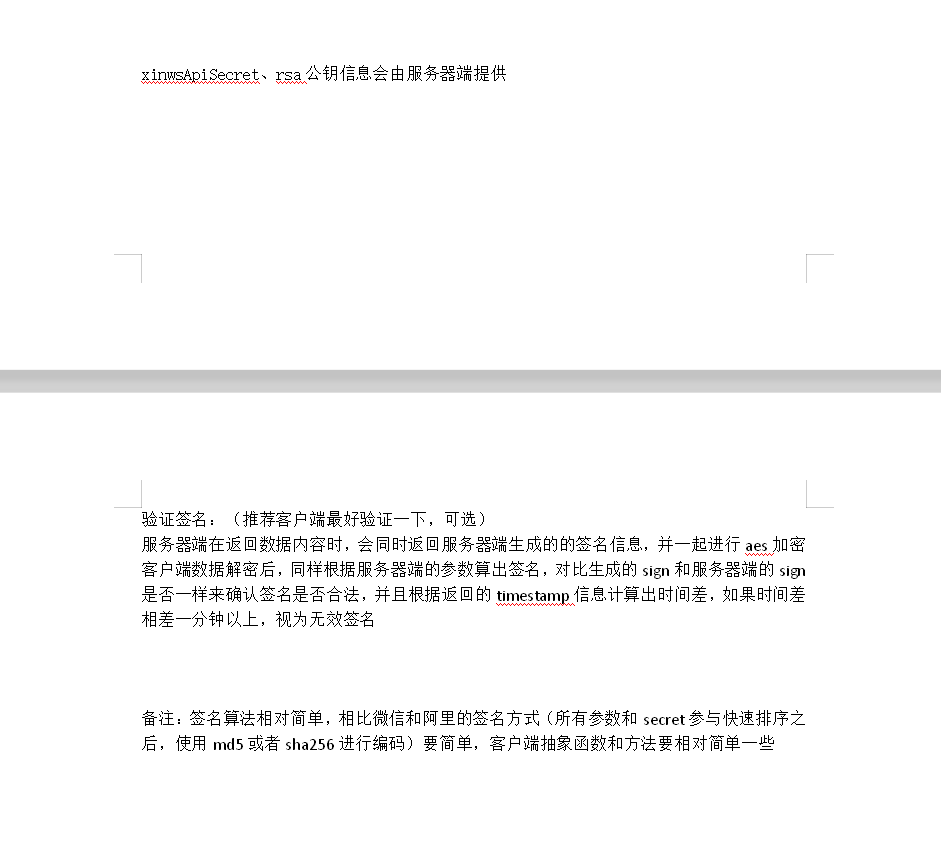 xinwsApiSecret、rsa 公钥信息会由服务器端提供
验证签名：（推荐客户端最好验证一下，可选）
服务器端在返回数据内容时，会同时返回服务器端生成的的签名信息，并一起进行 aes 加密
客户端数据解密后，同样根据服务器端的参数算出签名，对比生成的 sign 和服务器端的 sign
是否一样来确认签名是否合法，并且根据返回的 timestamp 信息计算出时间差，如果时间差
相差一分钟以上，视为无效签名
备注：签名算法相对简单，相比微信和阿里的签名方式（所有参数和 secret 参与快速排序之
后，使用 md5 或者 sha256 进行编码）要简单，客户端抽象函数和方法要相对简单一些